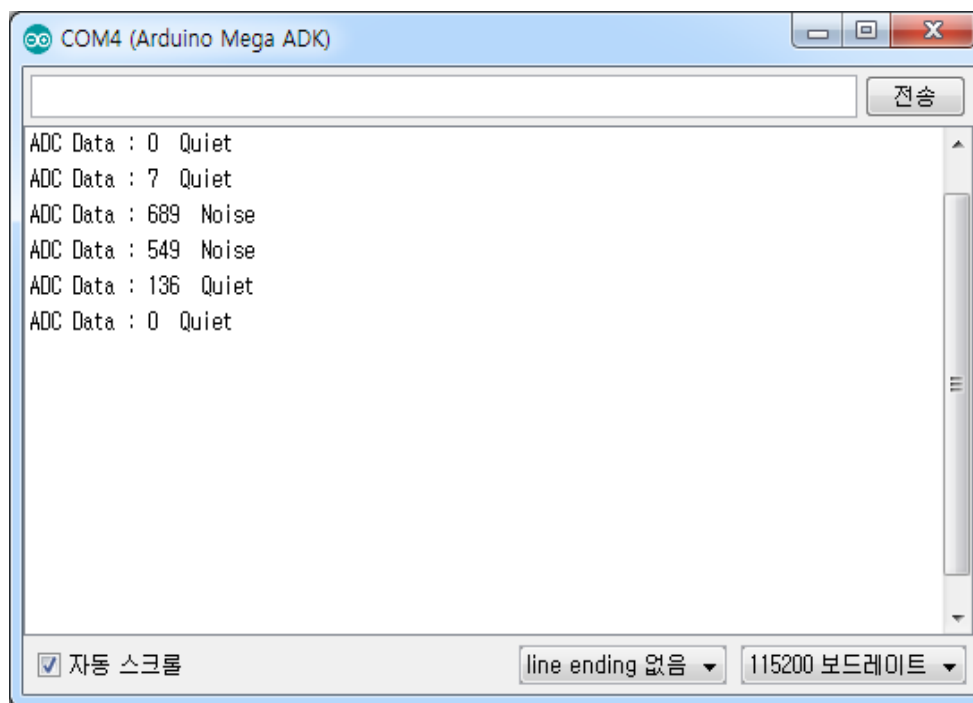 COM4 (Arduino Mega ADK)
전송
ADC Data : 0  Quiet
ADC Data : 7  Quiet
ADC Data : 689  Noise
ADC Data : 549  Noise
ADC Data : 136  Quiet
ADC Data : 0  Quiet
자동 스크롤
line ending 없음
115200 보드레이트